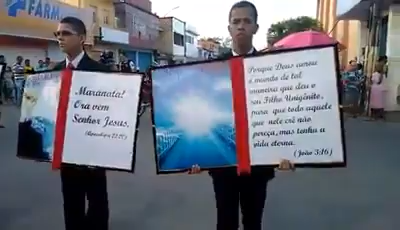 FARM
Maranata!
Ora vem
Senhor Jesus,
Porque Deus amou
o mundo de tal
maneira que deu o
seu Filho Unigênito,
para que todo aquele
que nele crê não
pereça, mas tenha a
vida eterna.
(João 3:16)